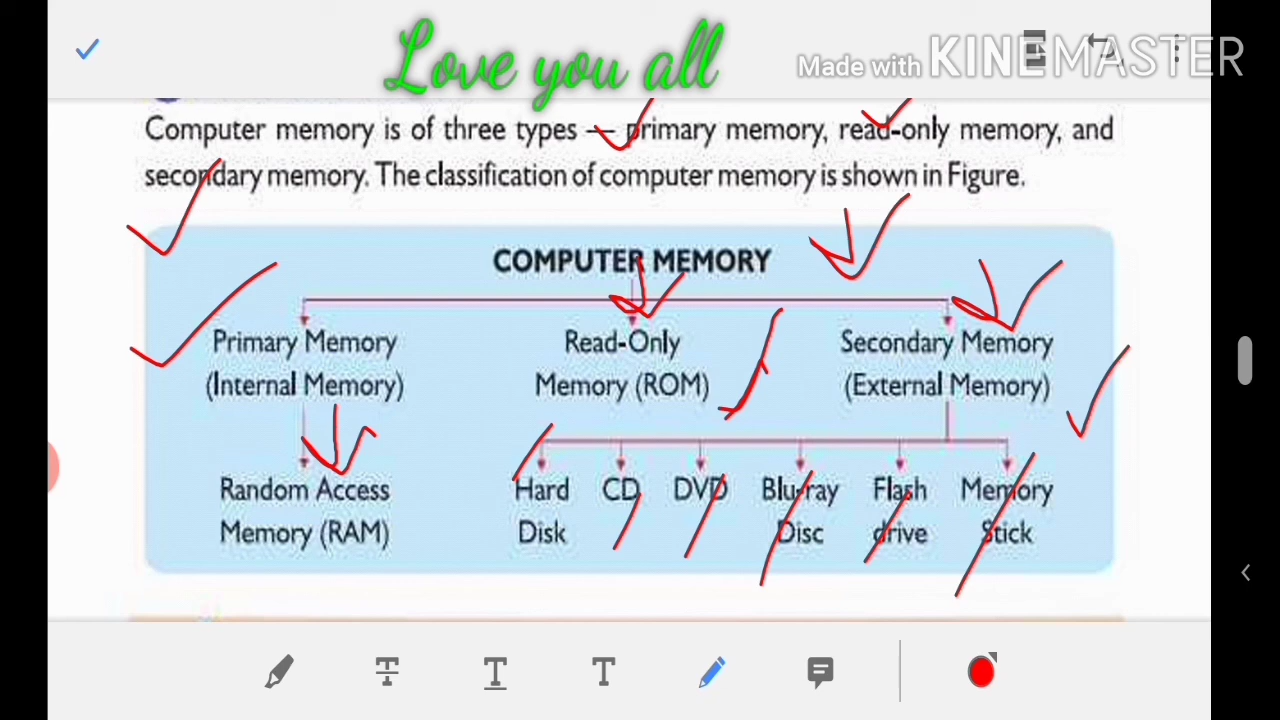 Love you all
Made with KINEMASTER
Computer memory is of three types — primary memory, read-only memory, and
secondary memory. The classification of computer memory is shown in Figure.
COMPUTER MEMORY
Primary Memory
(Internal Memory)
Read-Only
Memory (ROM)
Secondary Memory
(External Memory)
Random Access
Memory (RAM)
Hard
Disk
CD
DVD
Blu-ray
Disc
Flash
drive
Memory
Stick
T
T
T